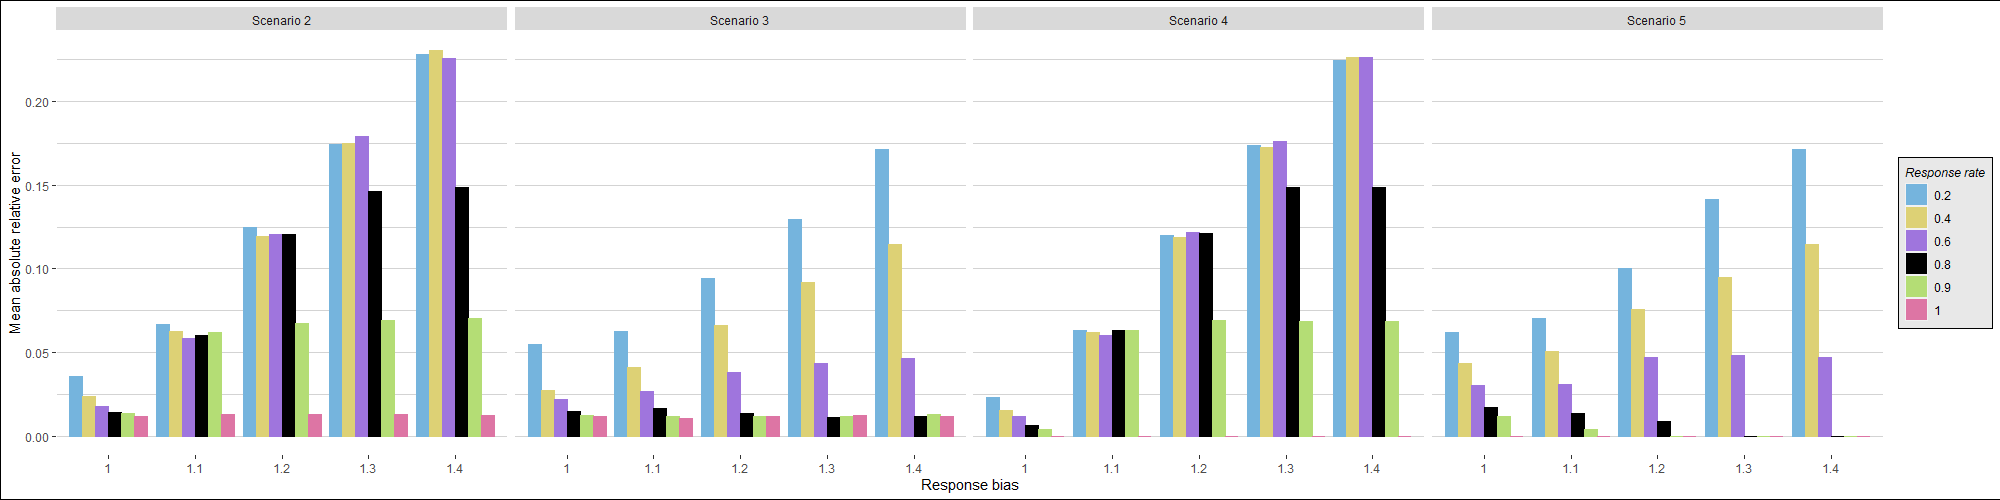 Scenario 2
Scenario 3
Scenario 4
Scenario 5
Mean absolute relative error
0.20
0.15
0.10
0.05
0.00
1 1.1 1.2 1.3 1.4
1 1.1 1.2 1.3 1.4
1 1.1 1.2 1.3 1.4
1 1.1 1.2 1.3 1.4
Response bias
Response rate
0.2
0.4
0.6
0.8
0.9
1